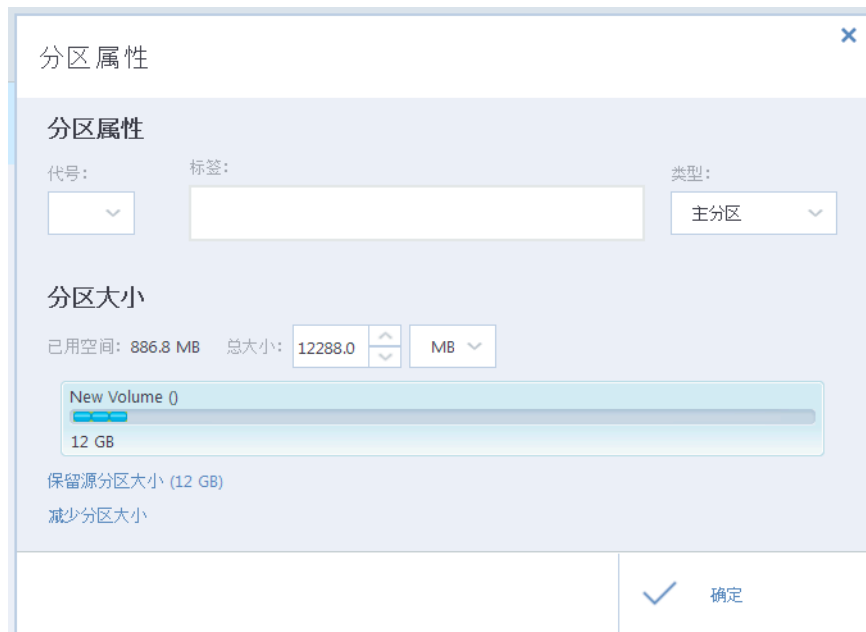 分区属性
分区属性
代号: 标签: 类型:
主分区
分区大小
已用空间: 886.8 MB 总大小: 12288.0 MB
New Volume ()
12 GB
保留源分区大小 (12 GB)
减少分区大小
确定